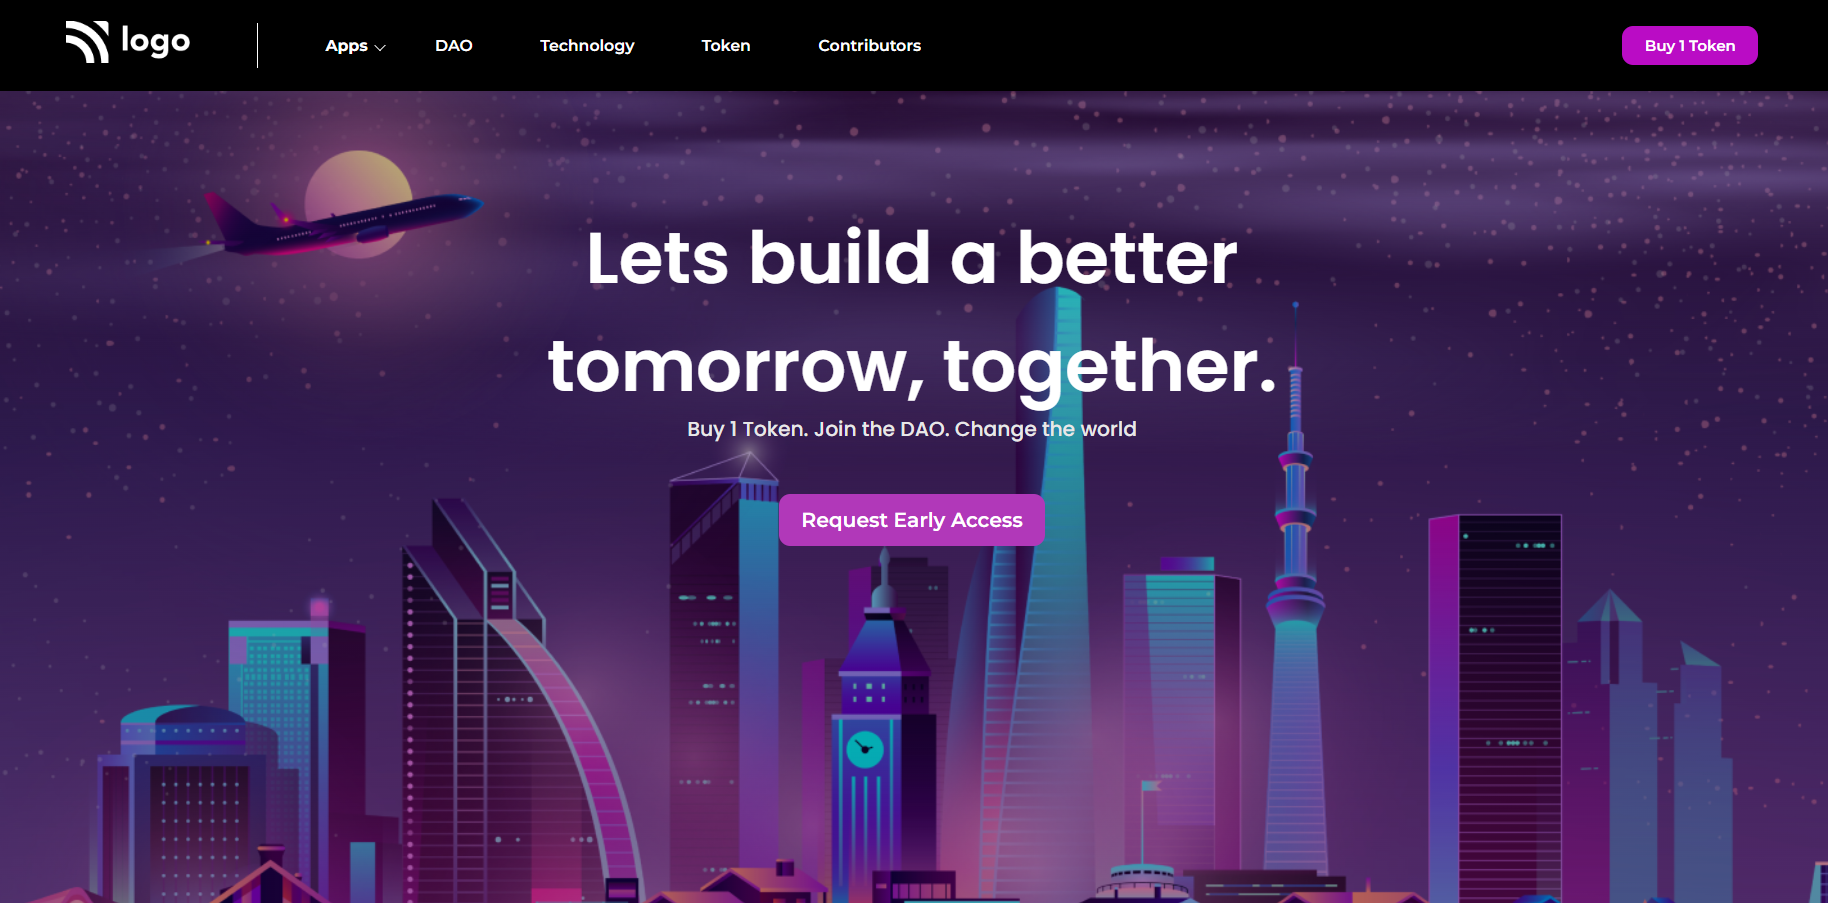 logo
Apps
DAO
Technology
Token
Contributors
Buy 1 Token
Lets build a better
tomorrow, together.
Buy 1 Token. Join the DAO. Change the world
Request Early Access